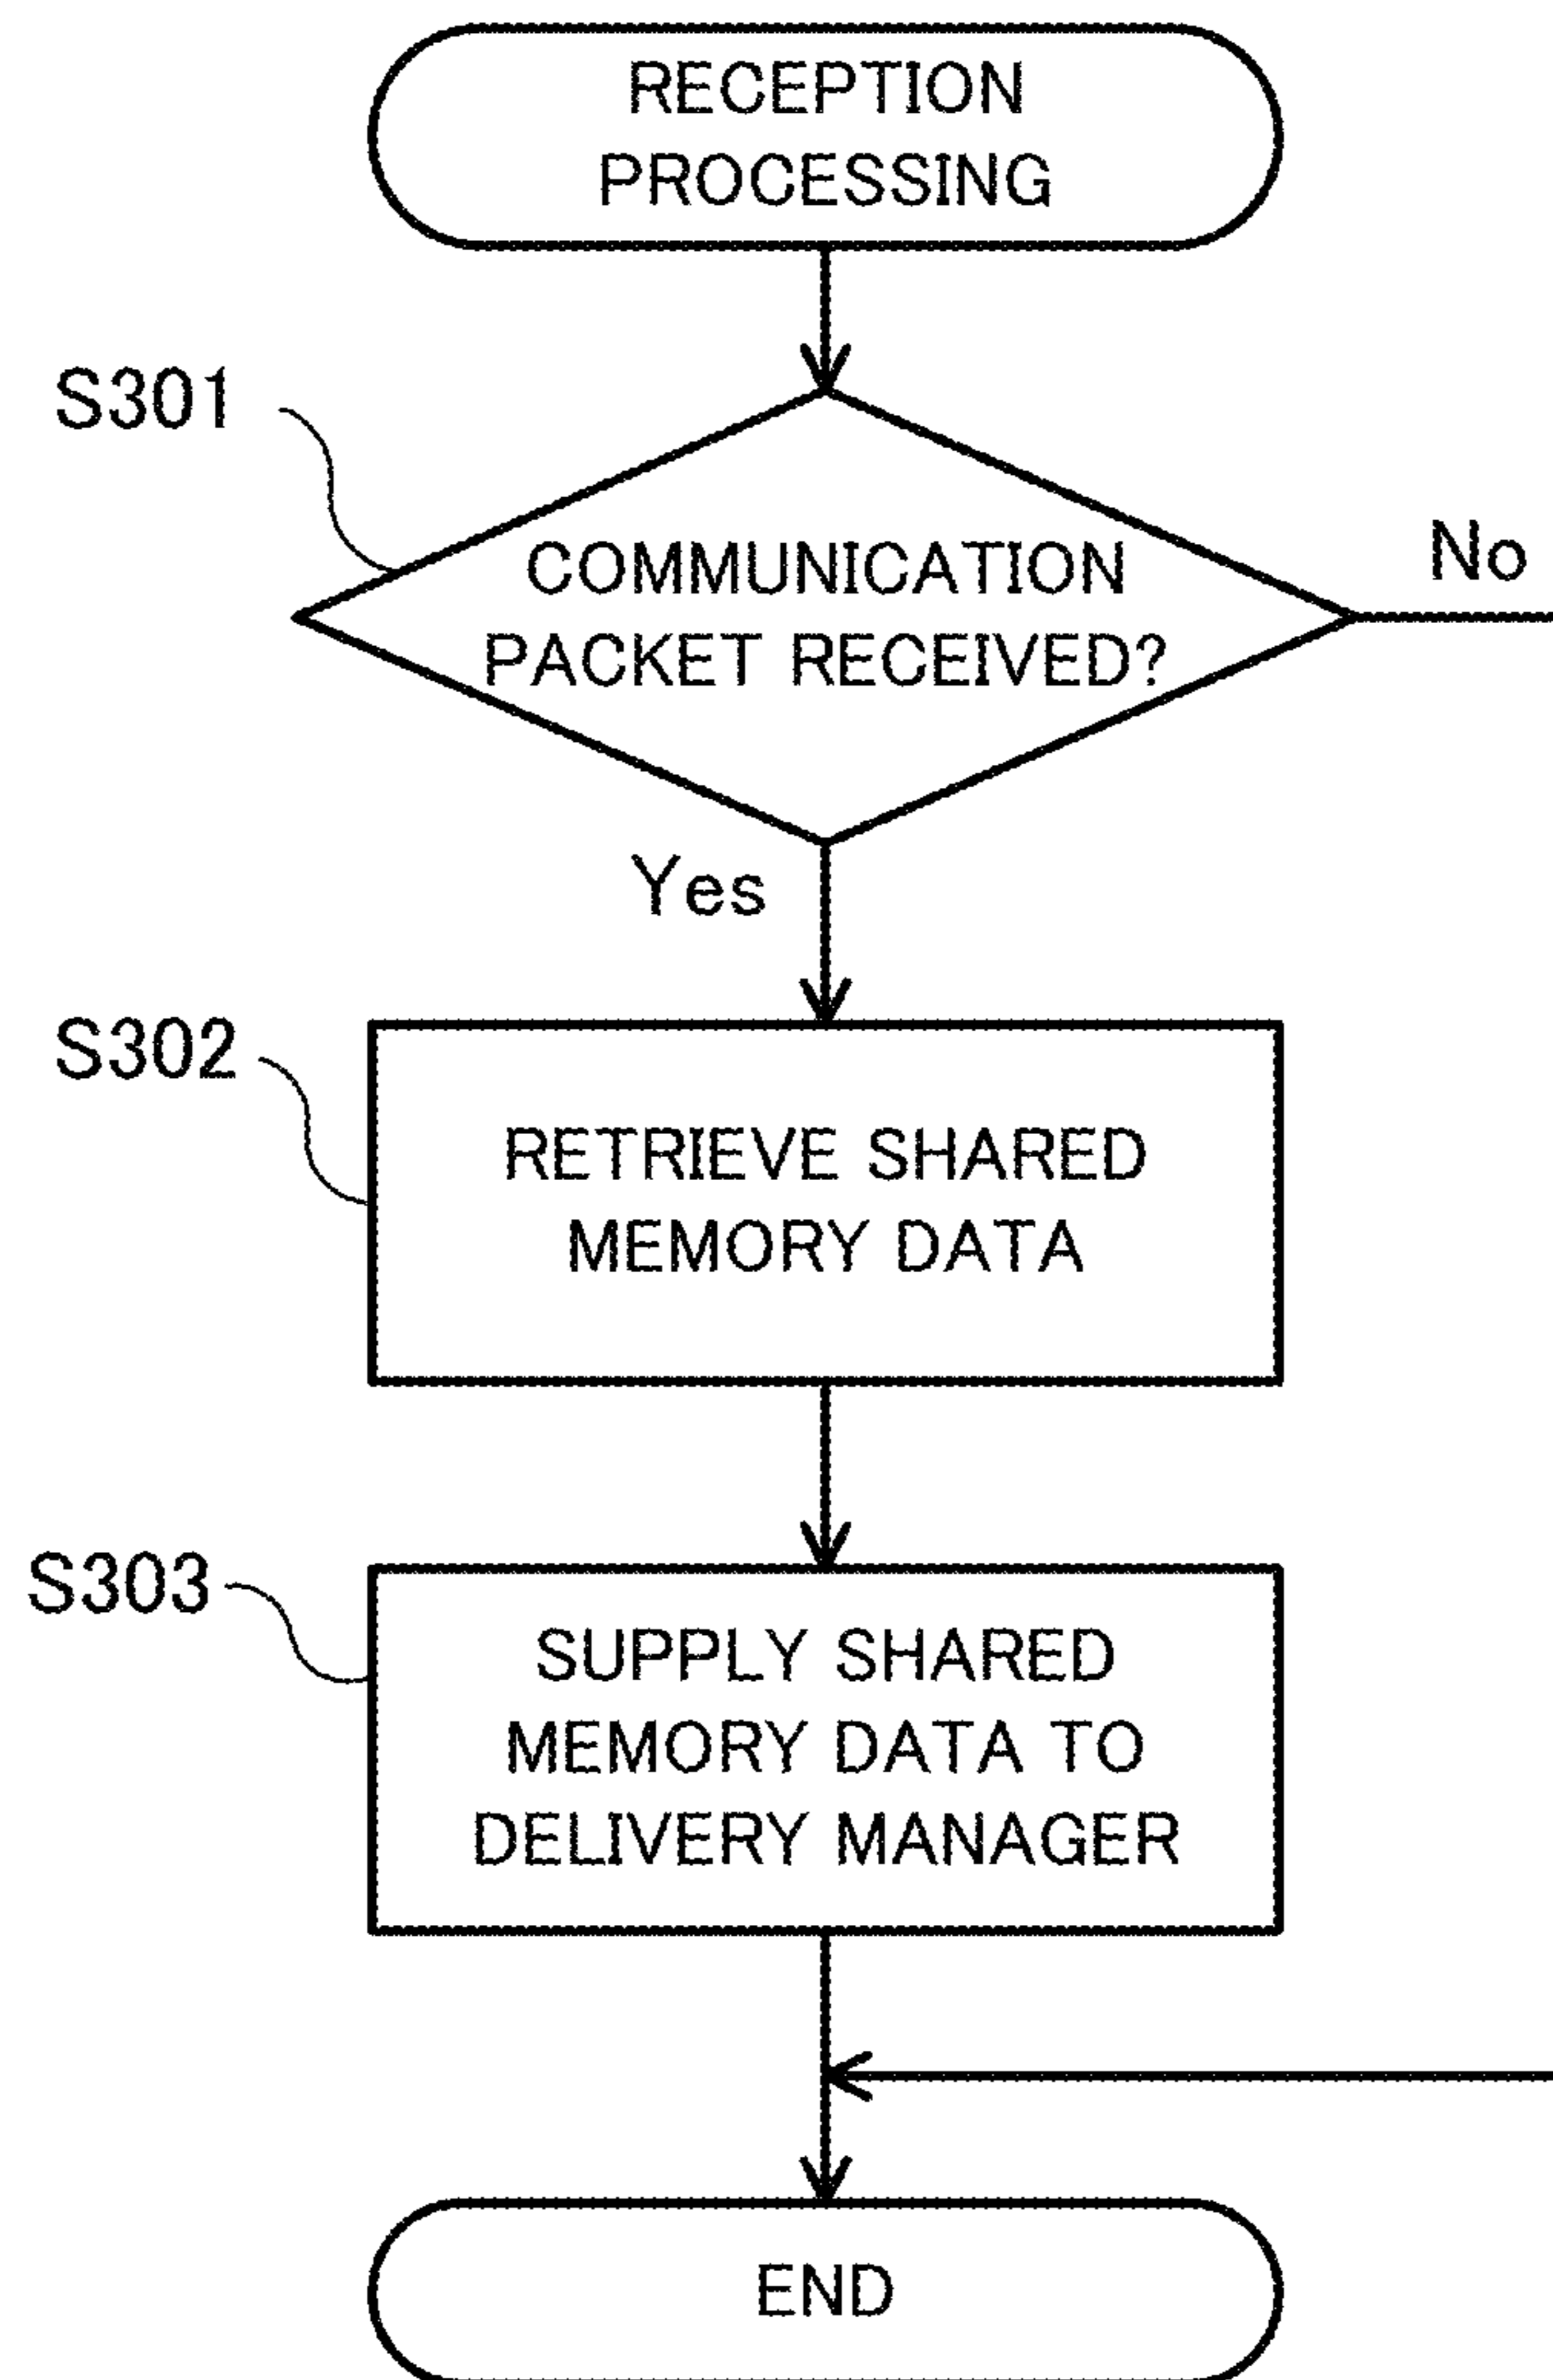 RECEPTION
PROCESSING
S301
COMMUNICATION
PACKET RECEIVED?
No
Yes
S302
RETRIEVE SHARED
MEMORY DATA
S303
SUPPLY SHARED
MEMORY DATA TO
DELIVERY MANAGER
END